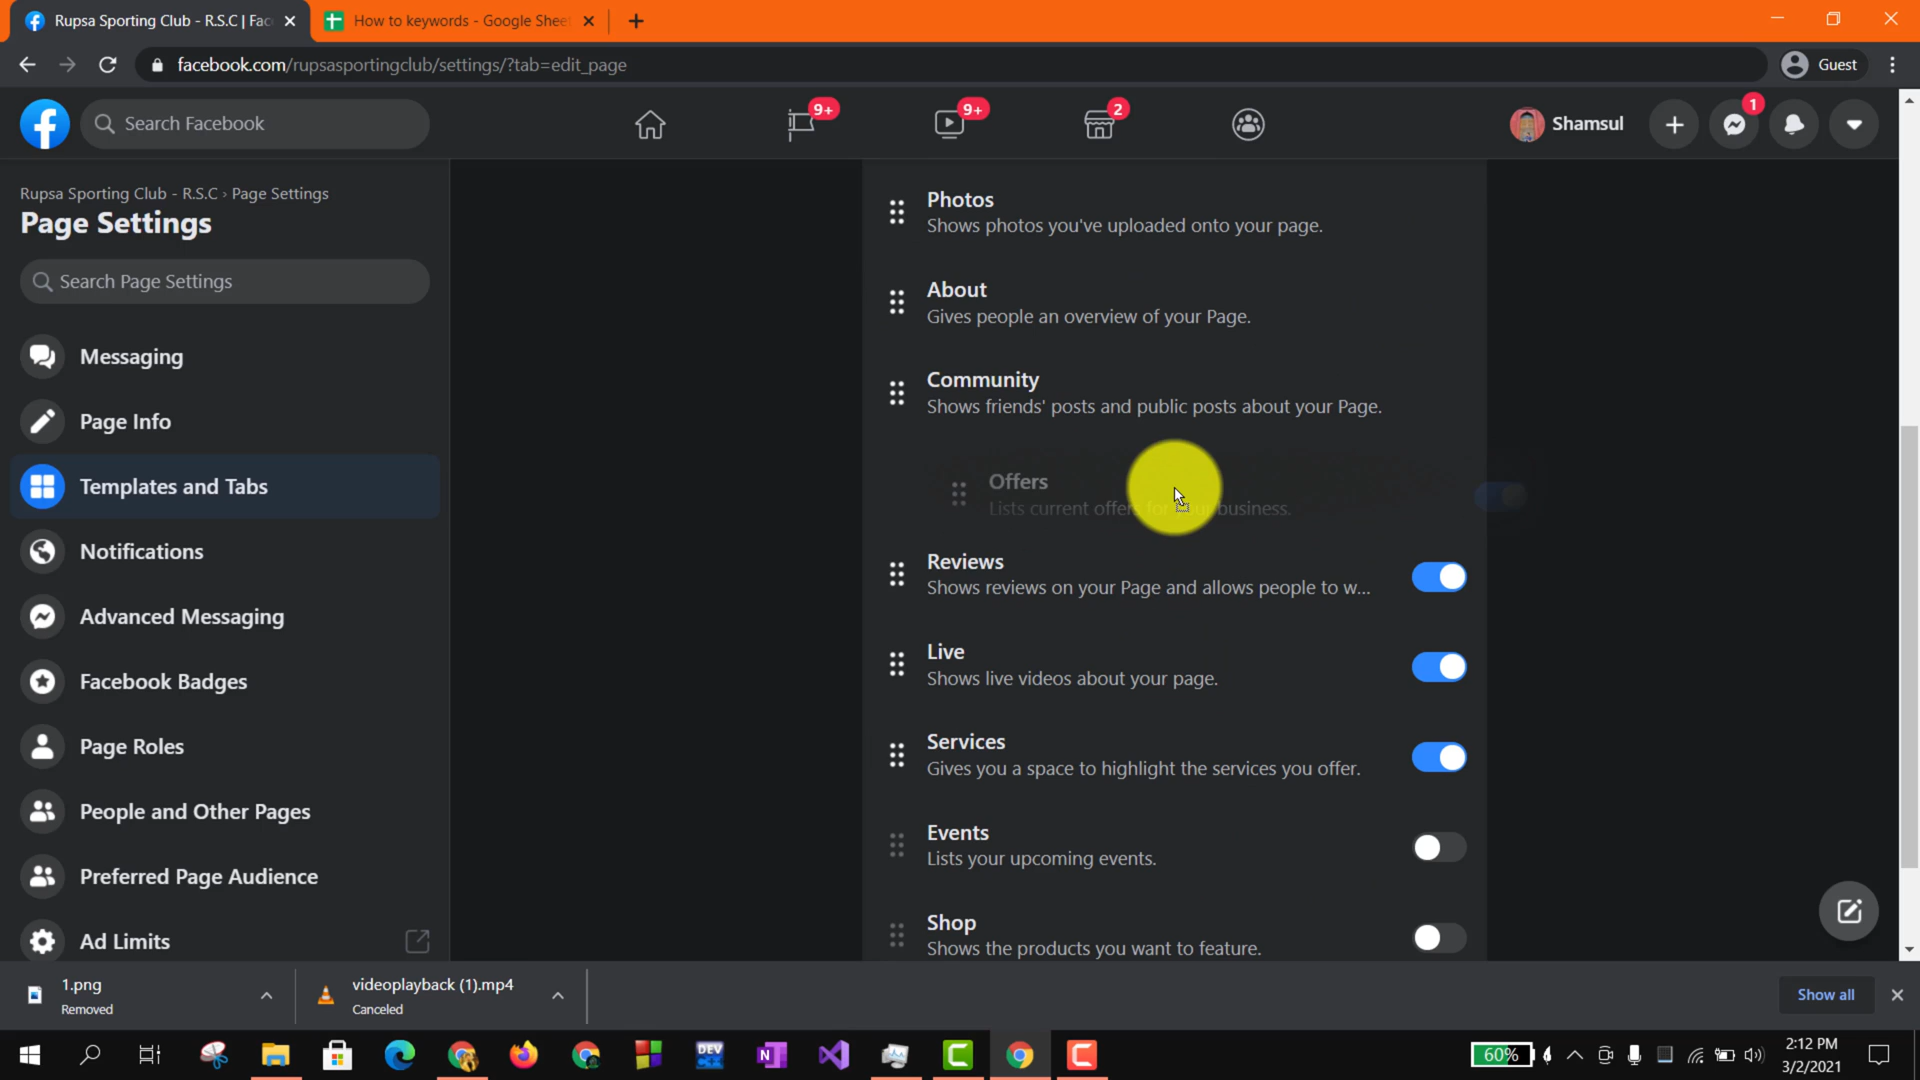 Rupsa Sporting Club - R.S.C | Fac
How to keywords - Google Shee
facebook.com/rupsasportingclub/settings/?tab=edit_page
Guest
Search Facebook
9+
9+
2
Shamsul
1
Rupsa Sporting Club - R.S.C › Page Settings
Page Settings
Search Page Settings
Messaging
Page Info
Templates and Tabs
Notifications
Advanced Messaging
Facebook Badges
Page Roles
People and Other Pages
Preferred Page Audience
Ad Limits
Photos
Shows photos you've uploaded onto your page.
About
Gives people an overview of your Page.
Community
Shows friends' posts and public posts about your Page.
Offers
Lists current offers for your business.
Reviews
Shows reviews on your Page and allows people to w...
Live
Shows live videos about your page.
Services
Gives you a space to highlight the services you offer.
Events
Lists your upcoming events.
Shop
Shows the products you want to feature.
1.png
Removed
videoplayback (1).mp4
Canceled
Show all
DEV
60%
2:12 PM
3/2/2021